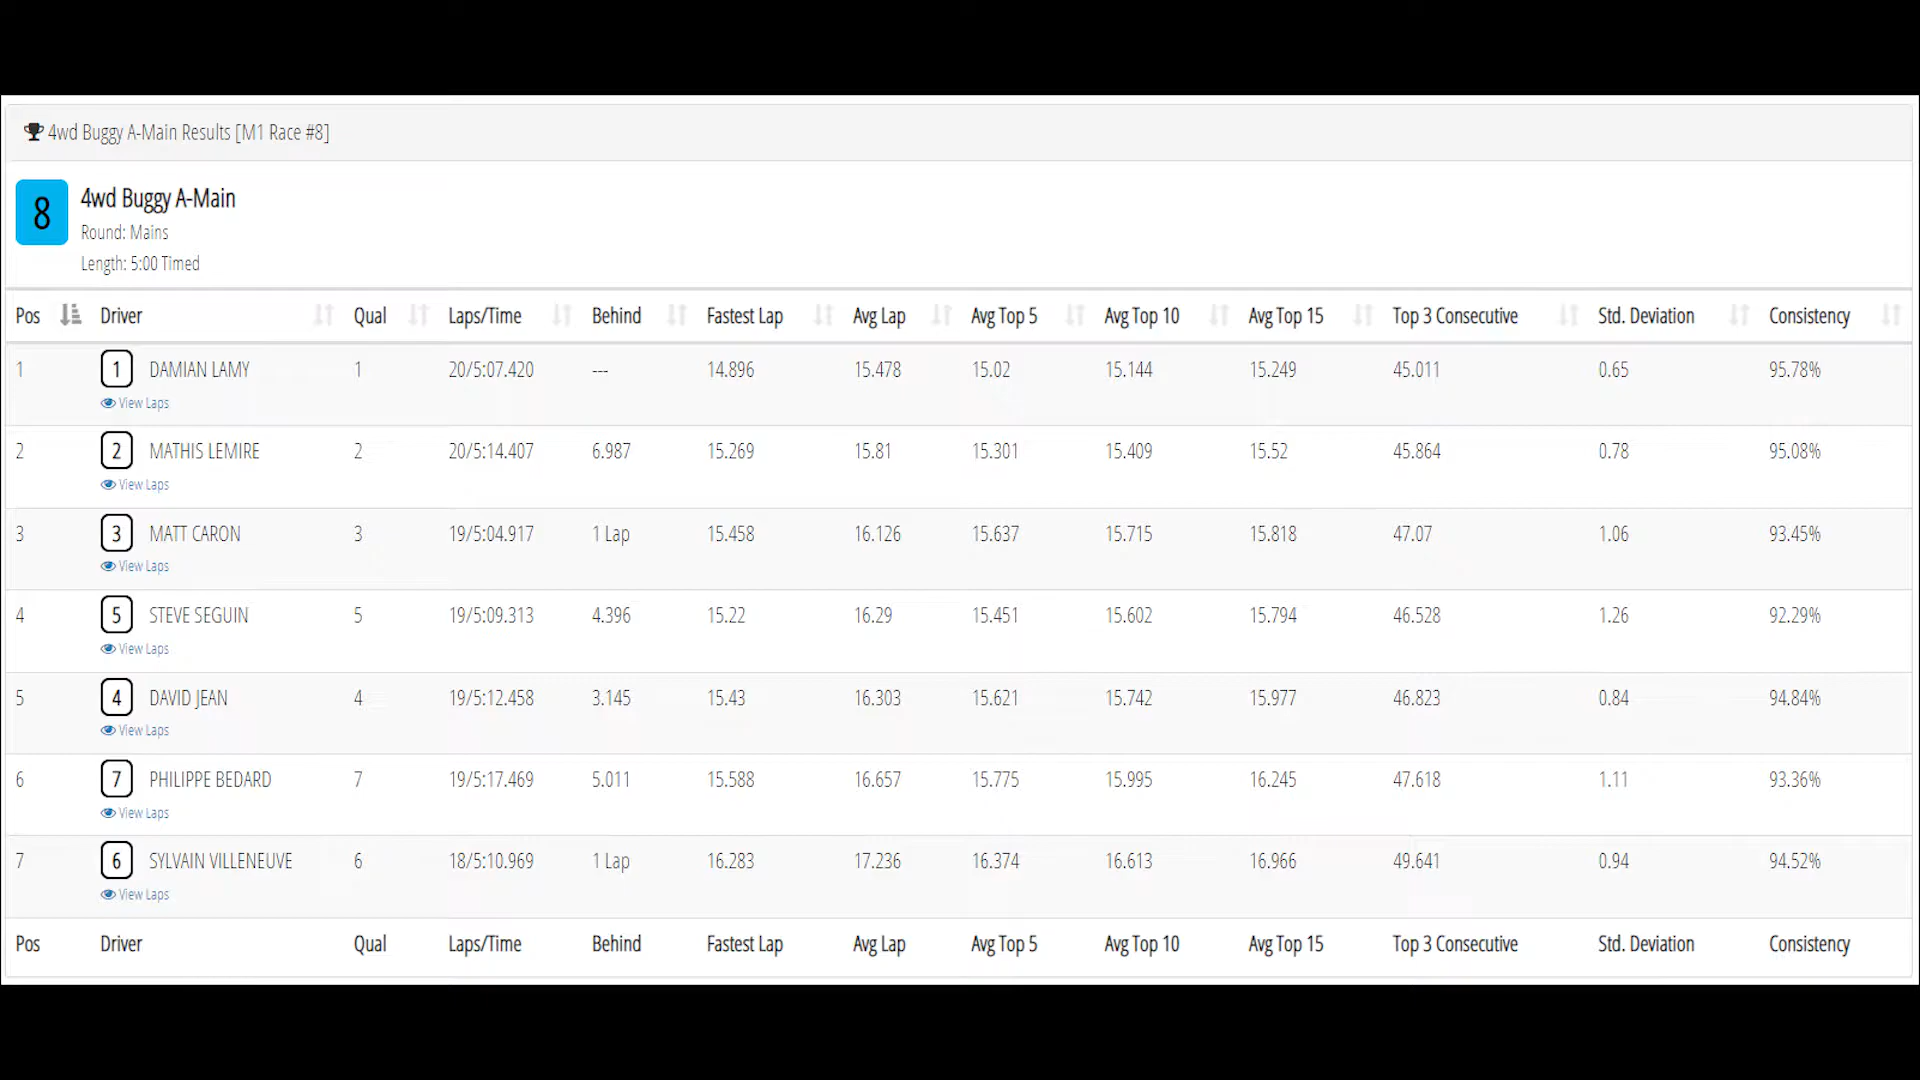 4wd Buggy A-Main Results [M1 Race #8]
8
4wd Buggy A-Main
Round: Mains
Length: 5:00 Timed
Pos Driver Qual Laps/Time Behind Fastest Lap Avg Lap Avg Top 5 Avg Top 10 Avg Top 15 Top 3 Consecutive Std. Deviation Consistency
1 1 DAMIAN LAMY 1 20/5:07.420 --- 14.896 15.478 15.02 15.144 15.249 45.011 0.65 95.78%
View Laps
2 2 MATHIS LEMIRE 2 20/5:14.407 6.987 15.269 15.81 15.301 15.409 15.52 45.864 0.78 95.08%
View Laps
3 3 MATT CARON 3 19/5:04.917 1 Lap 15.458 16.126 15.637 15.715 15.818 47.07 1.06 93.45%
View Laps
4 5 STEVE SEGUIN 5 19/5:09.313 4.396 15.22 16.29 15.451 15.602 15.794 46.528 1.26 92.29%
View Laps
5 4 DAVID JEAN 4 19/5:12.458 3.145 15.43 16.303 15.621 15.742 15.977 46.823 0.84 94.84%
View Laps
6 7 PHILIPPE BEDARD 7 19/5:17.469 5.011 15.588 16.657 15.775 15.995 16.245 47.618 1.11 93.36%
View Laps
7 6 SYLVAIN VILLENEUVE 6 18/5:10.969 1 Lap 16.283 17.236 16.374 16.613 16.966 49.641 0.94 94.52%
View Laps
Pos Driver Qual Laps/Time Behind Fastest Lap Avg Lap Avg Top 5 Avg Top 10 Avg Top 15 Top 3 Consecutive Std. Deviation Consistency